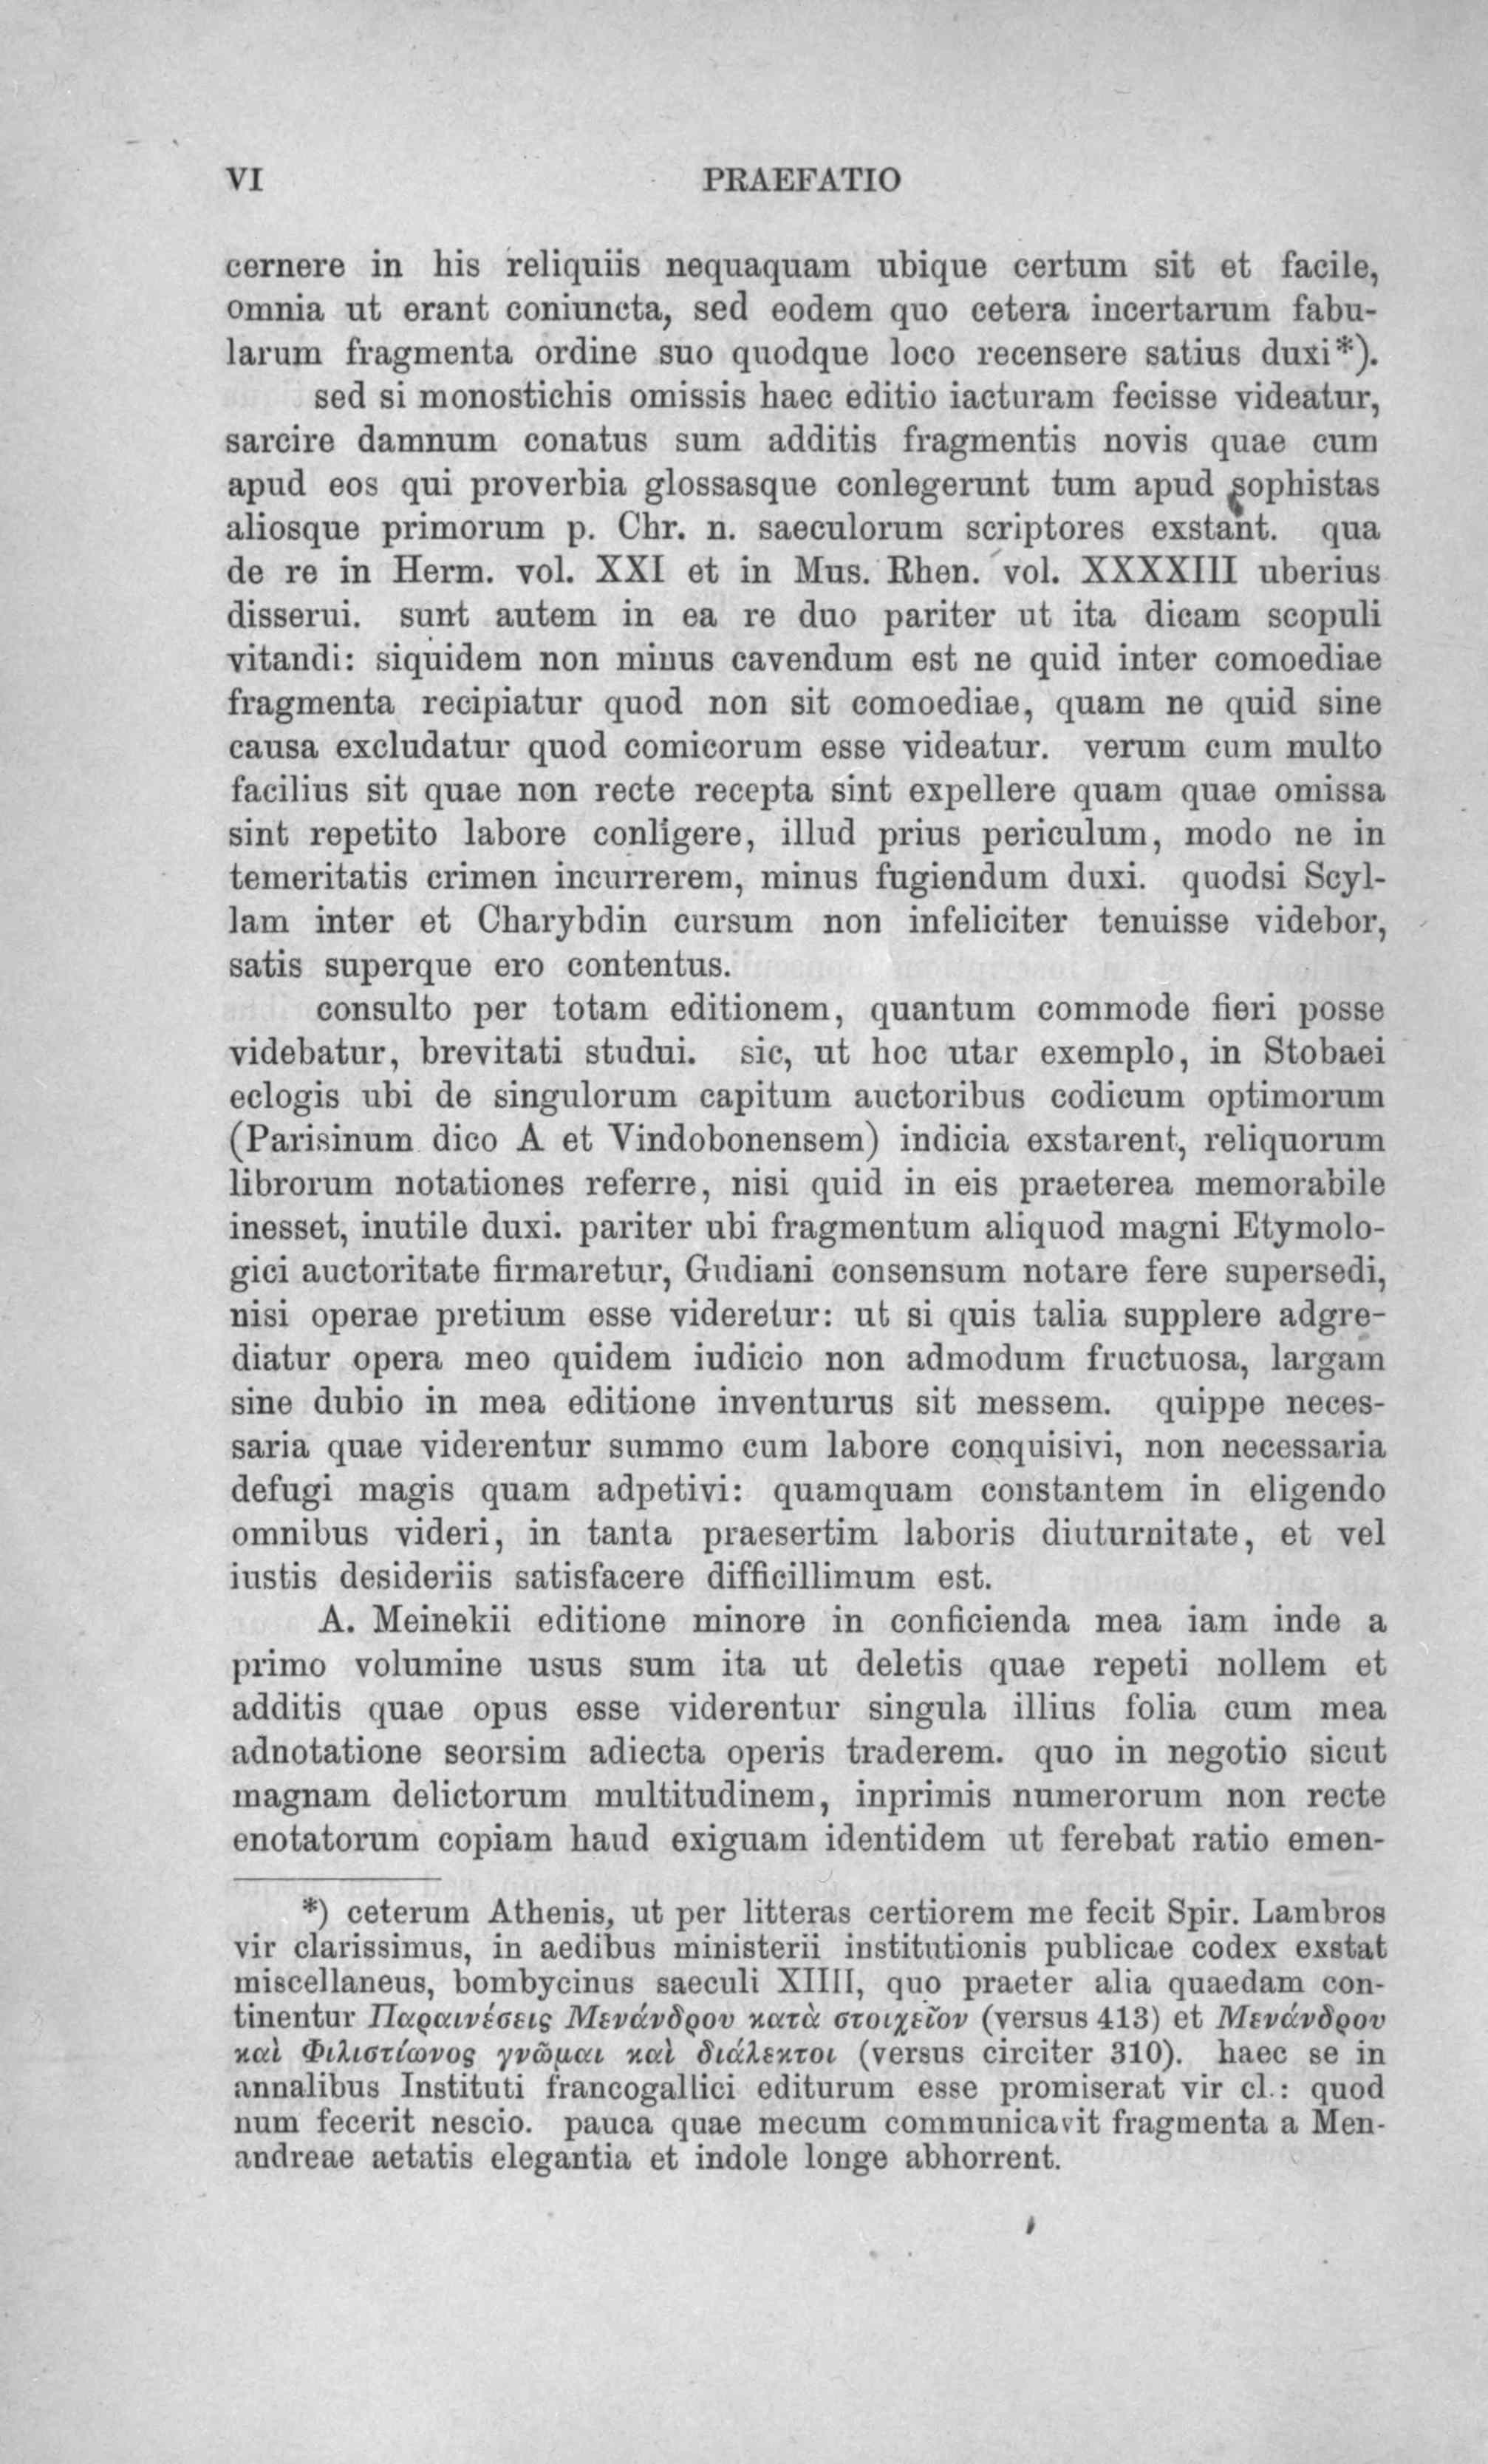 VI PRAEFATIO
cernere in his reliquiis nequaquam ubique certum sit et facile,
omnia ut erant coniuncta, sed eodem quo cetera incertarum fabu-
larum fragmenta ordine suo quodque loco recensere satius duxi*).
sed si monostichis omissis haec editio iacturam fecisse videatur,
sarcire damnum conatus sum additis fragmentis novis quae cum
apud eos qui proverbia glossasque conlegerunt tum apud sophistas
aliosque primorum p. Chr. n. saeculorum scriptores exstant. qua
de re in Herm. vol. XXI et in Mus. Rhen. vol. XXXXIII uberius
disserui. sunt autem in ea re duo pariter ut ita dicam scopuli
vitandi: siquidem non minus cavendum est ne quid inter comoediae
fragmenta recipiatur quod non sit comoediae, quam ne quid sine
causa excludatur quod comicorum esse videatur. verum cum multo
facilius sit quae non recte recepta sint expellere quam quae omissa
sint repetito labore conligere, illud prius periculum, modo ne in
temeritatis crimen incurrerem, minus fugiendum duxi. quodsi Scyl-
lam inter et Charybdin cursum non infeliciter tenuisse videbor,
satis superque ero contentus.
consulto per totam editionem, quantum commode fieri posse
videbatur, brevitati studui. sic, ut hoc utar exemplo, in Stobaei
eclogis ubi de singulorum capitum auctoribus codicum optimorum
(Parisinum dico A et Vindobonensem) indicia exstarent, reliquorum
librorum notationes referre, nisi quid in eis praeterea memorabile
inesset, inutile duxi. pariter ubi fragmentum aliquod magni Etymolo-
gici auctoritate firmaretur, Gudiani consensum notare fere supersedi,
nisi operae pretium esse videretur: ut si quis talia supplere adgre-
diatur opera meo quidem iudicio non admodum fructuosa, largam
sine dubio in mea editione inventurus sit messem. quippe neces-
saria quae viderentur summo cum labore conquisivi, non necessaria
defugi magis quam adpetivi: quamquam constantem in eligendo
omnibus videri, in tanta praesertim laboris diuturnitate, et vel
iustis desideriis satisfacere difficillimum est.
A. Meinekii editione minore in conficienda mea iam inde a
primo volumine usus sum ita ut deletis quae repeti nollem et
additis quae opus esse viderentur singula illius folia cum mea
adnotatione seorsim adiecta operis traderem. quo in negotio sicut
magnam delictorum multitudinem, inprimis numerorum non recte
enotatorum copiam haud exiguam identidem ut ferebat ratio emen-
*) ceterum Athenis, ut per litteras certiorem me fecit Spir. Lambros
vir clarissimus, in aedibus ministerii institutionis publicae codex exstat
miscellaneus, bombycinus saeculi XIIII, quo praeter alia quaedam con-
tinentur Παραινέσεις Μενάνδρου κατὰ στοιχεῖον (versus 413) et Μενάνδρου
καὶ Φιλιστίωνος γνῶμαι καὶ διάλεκτοι (versus circiter 310). haec se in
annalibus Instituti francogallici editurum esse promiserat vir cl.: quod
num fecerit nescio. pauca quae mecum communicavit fragmenta a Men-
andreae aetatis elegantia et indole longe abhorrent.